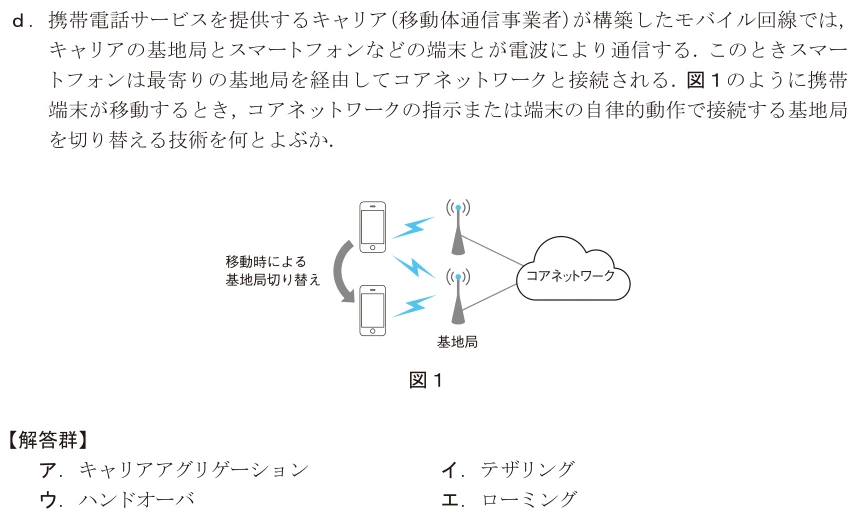 d．携帯電話サービスを提供するキャリア(移動体通信事業者)が構築したモバイル回線では，
キャリアの基地局とスマートフォンなどの端末とが電波により通信する．このときスマー
トフォンは最寄りの基地局を経由してコアネットワークと接続される．図1のように携帯
端末が移動するとき，コアネットワークの指示または端末の自律的動作で接続する基地局
を切り替える技術を何とよぶか．
移動時による
基地局切り替え
コアネットワーク
基地局
図1
【解答群】
ア．キャリアアグリゲーション　イ．テザリング
ウ．ハンドオーバ　エ．ローミング